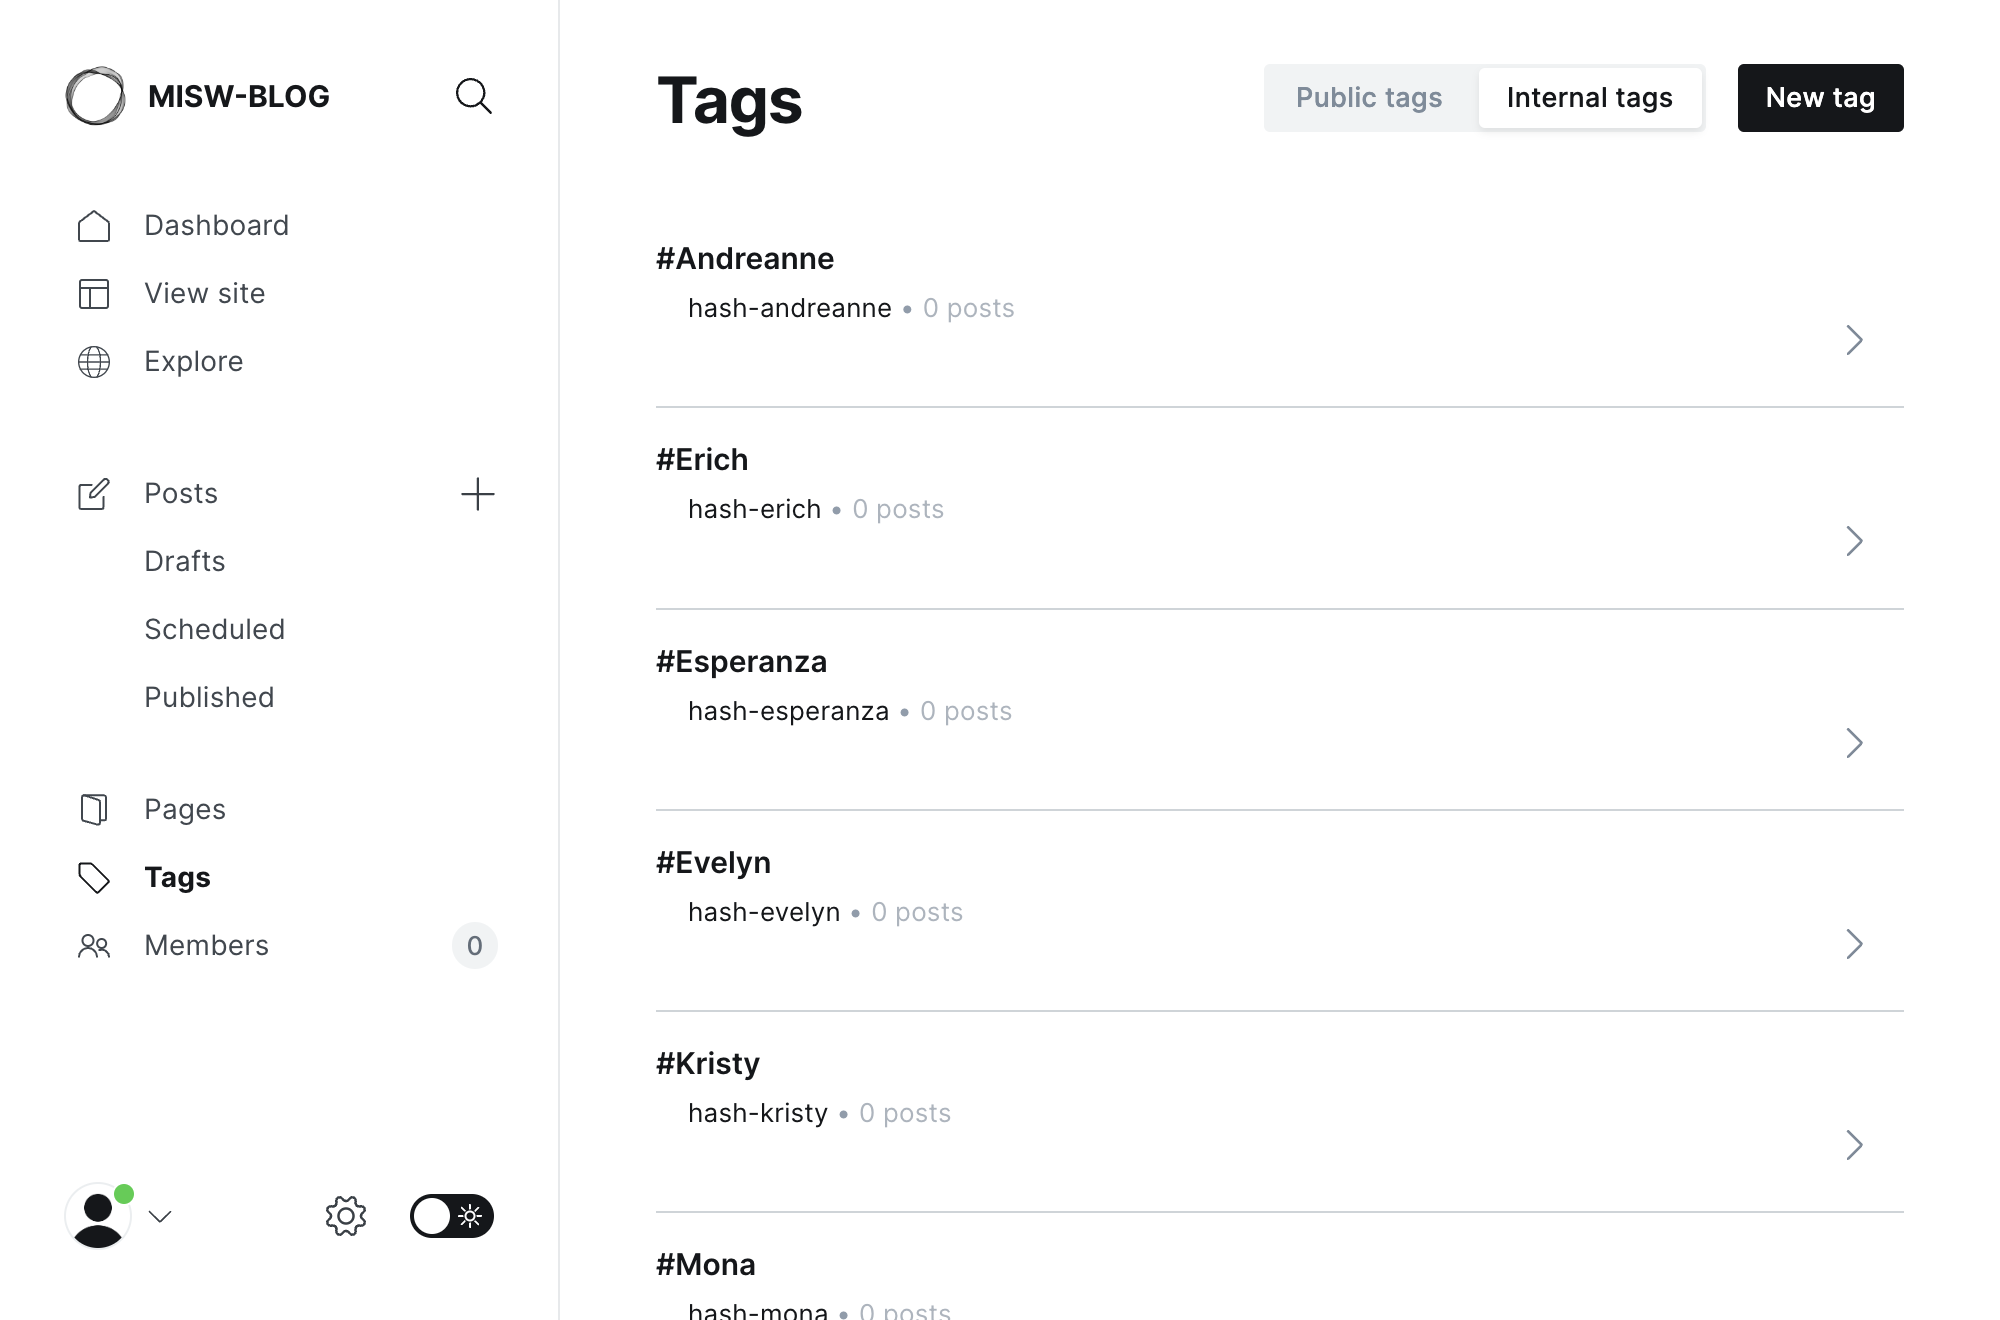 MISW-BLOG
Dashboard
View site
Explore
Posts
Drafts
Scheduled
Published
Pages
Tags
Members 0
Tags
Public tags Internal tags New tag
#Andreanne
hash-andreanne • 0 posts
#Erich
hash-erich • 0 posts
#Esperanza
hash-esperanza • 0 posts
#Evelyn
hash-evelyn • 0 posts
#Kristy
hash-kristy • 0 posts
#Mona
hash-mona • 0 posts